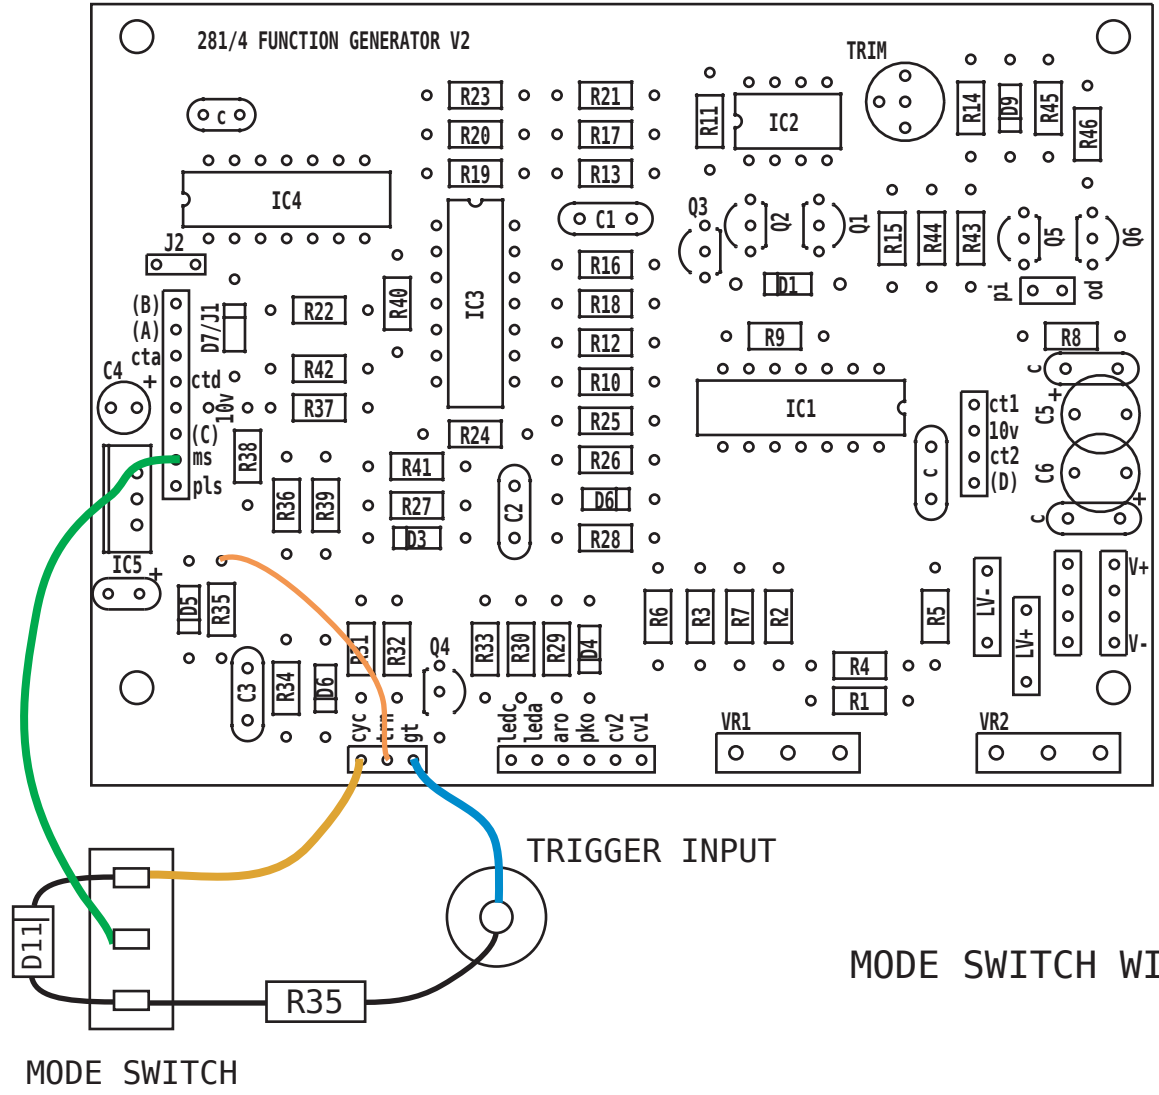 281/4 FUNCTION GENERATOR V2
TRIM
R23
R21
R11
IC2
R14
D9
R45
R46
c
R20
R17
R19
R13
IC4
C1
Q3
Q2
Q1
R15
R44
R43
Q5
Q6
J2
R16
D1
pi
od
(B)
(A)
cta
ctd
10v
(C)
ms
pls
D7/J1
R22
R40
IC3
R18
R9
R8
C4
+
R42
R12
c
R37
R10
IC1
ct1
10v
ct2
(D)
C5
+
R38
R24
R25
c
C6
R41
R26
R36
R39
R27
C2
D6
c
+
D3
R28
IC5
+
V+
V-
D5
R35
R6
R3
R7
R2
R5
LV-
LV+
R31
R32
Q4
R33
R30
R29
D4
C3
R34
D6
R4
R1
cyc
trn
gt
ledc
leda
aro
pko
cv2
cv1
VR1
VR2
TRIGGER INPUT
D11
MODE SWITCH WI
R35
MODE SWITCH